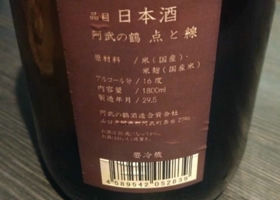 品目 日本酒
阿武の鶴 点と線
原材料／米(国産)・
米麹(国産米)
アルコール分／16度
内容量／1800ml
製造年月／29.5
阿武の鶴酒造合資会社
要冷蔵
4 589542 052639